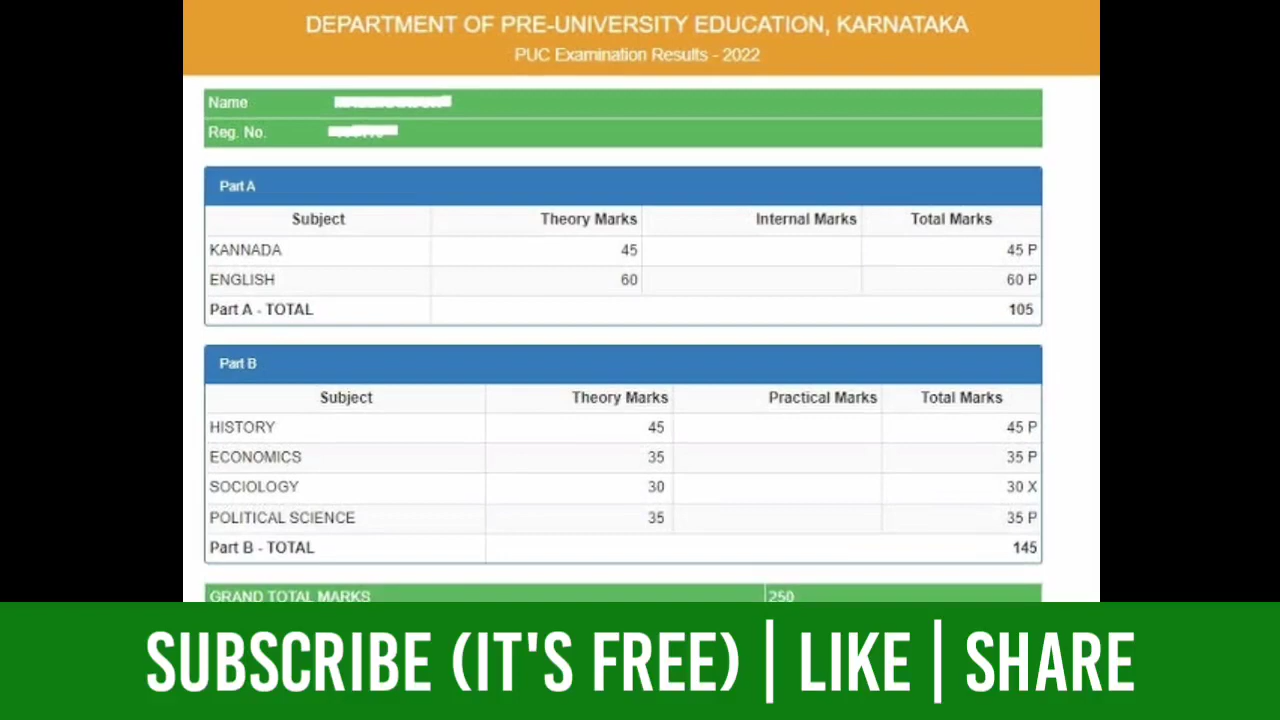 DEPARTMENT OF PRE-UNIVERSITY EDUCATION, KARNATAKA
PUC Examination Results - 2022
Name
Reg. No.
Part A
Subject Theory Marks Internal Marks Total Marks
KANNADA 45 45 P
ENGLISH 60 60 P
Part A - TOTAL 105
Part B
Subject Theory Marks Practical Marks Total Marks
HISTORY 45 45 P
ECONOMICS 35 35 P
SOCIOLOGY 30 30 X
POLITICAL SCIENCE 35 35 P
Part B - TOTAL 145
GRAND TOTAL MARKS 250
SUBSCRIBE (IT'S FREE) | LIKE | SHARE